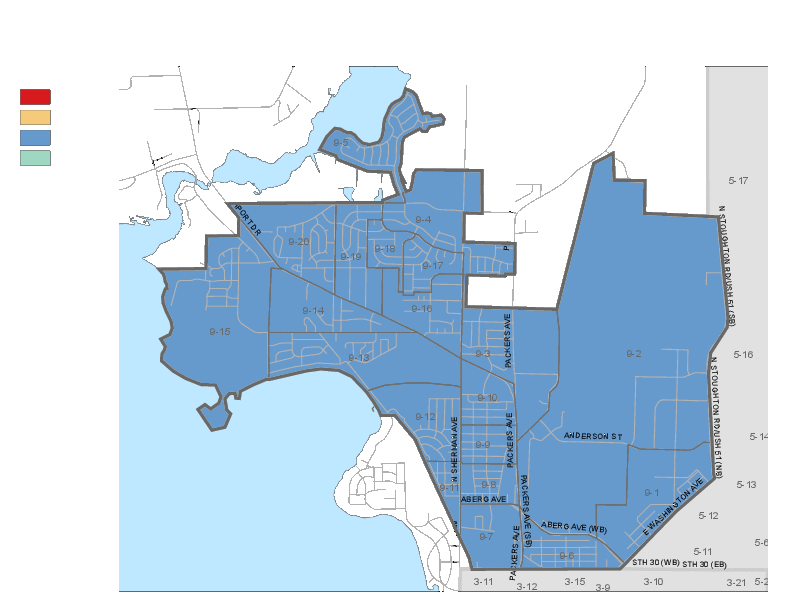 9-5
5-17
9-4
PORT DR
N STOUGHTON RD/USH 51 (SB)
9-20
9-18
9-19
9-17
P
9-14
9-16
9-15
PACKERS AVE
9-3
9-2
5-16
9-13
9-10
N STOUGHTON RD/USH 51 (NB)
9-12
N SHERMAN AVE
PACKERS AVE
9-9
ANDERSON ST
5-14
9-11
9-8
5-13
ABERG AVE
PACKERS AVE (SB)
9-1
E WASHINGTON AVE
5-12
ABERG AVE (WB)
9-7
PACKERS AVE
9-6
5-6
5-11
STH 30 (WB)
STH 30 (EB)
3-11
3-12
3-15
3-9
3-10
3-21
5-2